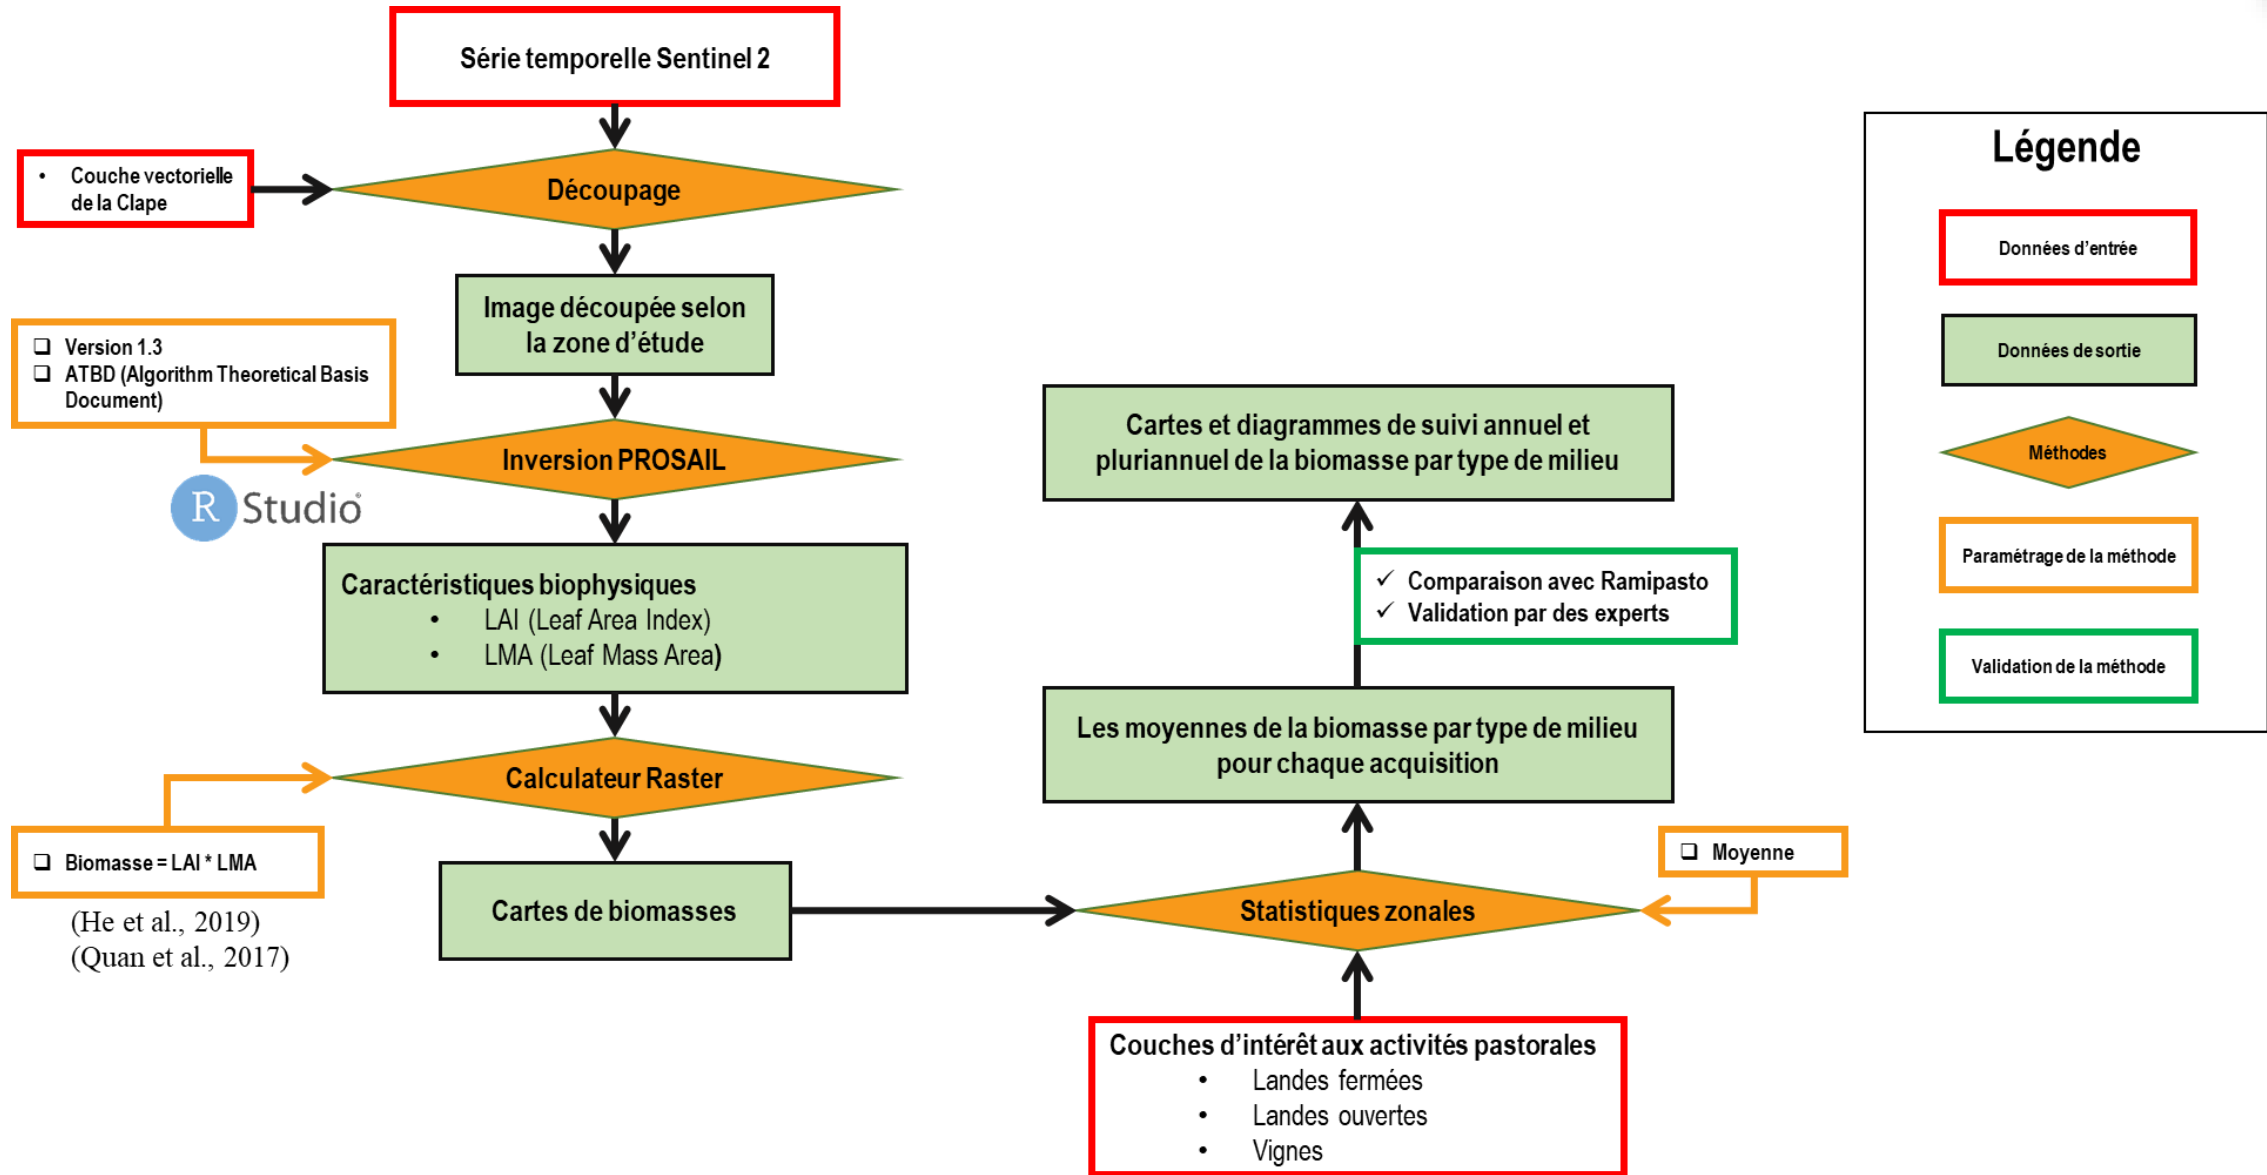 Série temporelle Sentinel 2
• Couche vectorielle
de la Clape
Découpage
Image découpée selon
la zone d'étude
❑ Version 1.3
❑ ATBD (Algorithm Theoretical Basis
Document)
Inversion PROSAIL
R Studio®
Caractéristiques biophysiques
• LAI (Leaf Area Index)
• LMA (Leaf Mass Area)
Calculateur Raster
❑ Biomasse = LAI * LMA
(He et al., 2019)
(Quan et al., 2017)
Cartes de biomasses
Cartes et diagrammes de suivi annuel et
pluriannuel de la biomasse par type de milieu
✓ Comparaison avec Ramipasto
✓ Validation par des experts
Les moyennes de la biomasse par type de milieu
pour chaque acquisition
❑ Moyenne
Statistiques zonales
Couches d'intérêt aux activités pastorales
• Landes fermées
• Landes ouvertes
• Vignes
Légende
Données d'entrée
Données de sortie
Méthodes
Paramétrage de la méthode
Validation de la méthode